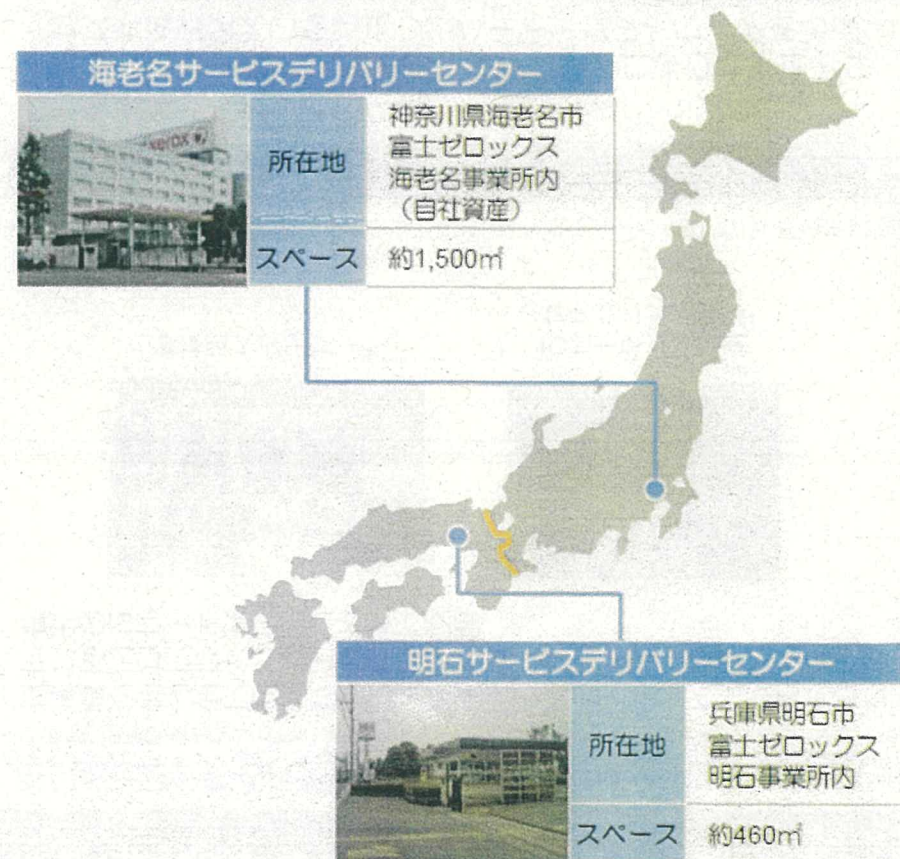 海老名サービスデリバリーセンター
xerox
所在地
神奈川県海老名市
富士ゼロックス
海老名事業所内
（自社資産）
スペース
約1,500㎡
明石サービスデリバリーセンター
所在地
兵庫県明石市
富士ゼロックス
明石事業所内
スペース
約460㎡